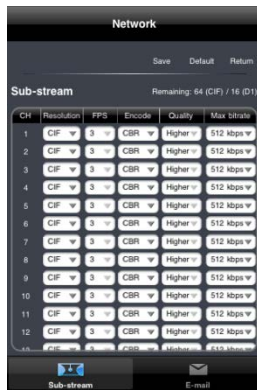 Network
Save Default Return
Sub-stream Remaining: 64 (CIF) / 16 (D1)
CH Resolution FPS Encode Quality Max bitrate
1 CIF 3 CBR Higher 512 kbps
2 CIF 3 CBR Higher 512 kbps
3 CIF 3 CBR Higher 512 kbps
4 CIF 3 CBR Higher 512 kbps
5 CIF 3 CBR Higher 512 kbps
6 CIF 3 CBR Higher 512 kbps
7 CIF 3 CBR Higher 512 kbps
8 CIF 3 CBR Higher 512 kbps
9 CIF 3 CBR Higher 512 kbps
10 CIF 3 CBR Higher 512 kbps
11 CIF 3 CBR Higher 512 kbps
12 CIF 3 CBR Higher 512 kbps
Sub-stream E-mail